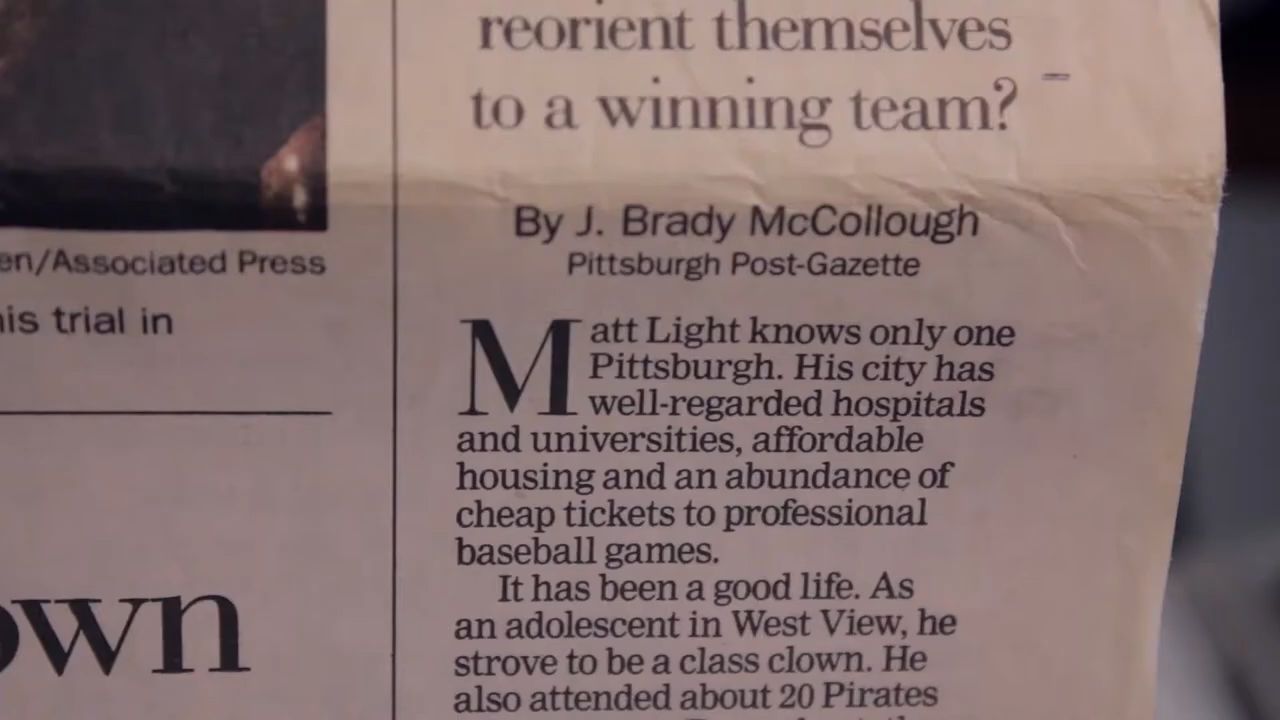 en/Associated Press
is trial in
own
reorient themselves
to a winning team?
By J. Brady McCollough
Pittsburgh Post-Gazette
Matt Light knows only one
Pittsburgh. His city has
well-regarded hospitals
and universities, affordable
housing and an abundance of
cheap tickets to professional
baseball games.
It has been a good life. As
an adolescent in West View, he
strove to be a class clown. He
also attended about 20 Pirates